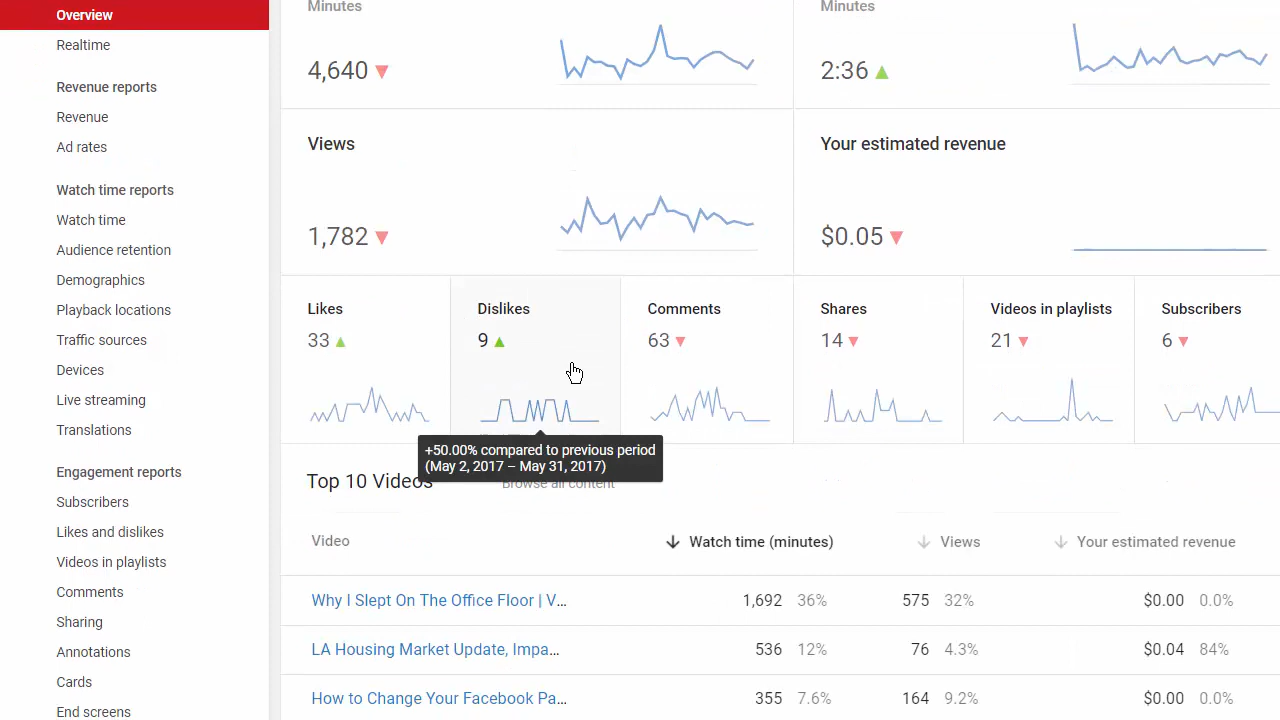 Overview
Realtime
Revenue reports
Revenue
Ad rates
Watch time reports
Watch time
Audience retention
Demographics
Playback locations
Traffic sources
Devices
Live streaming
Translations
Engagement reports
Subscribers
Likes and dislikes
Videos in playlists
Comments
Sharing
Annotations
Cards
End screens
Minutes
4,640
Minutes
2:36
Views
1,782
Your estimated revenue
$0.05
Likes
33
Dislikes
9
Comments
63
Shares
14
Videos in playlists
21
Subscribers
6
+50.00% compared to previous period
(May 2, 2017 – May 31, 2017)
Top 10 Videos
Browse all content
Video Watch time (minutes) Views Your estimated revenue
Why I Slept On The Office Floor | V... 1,692 36% 575 32% $0.00 0.0%
LA Housing Market Update, Impa... 536 12% 76 4.3% $0.04 84%
How to Change Your Facebook Pa... 355 7.6% 164 9.2% $0.00 0.0%